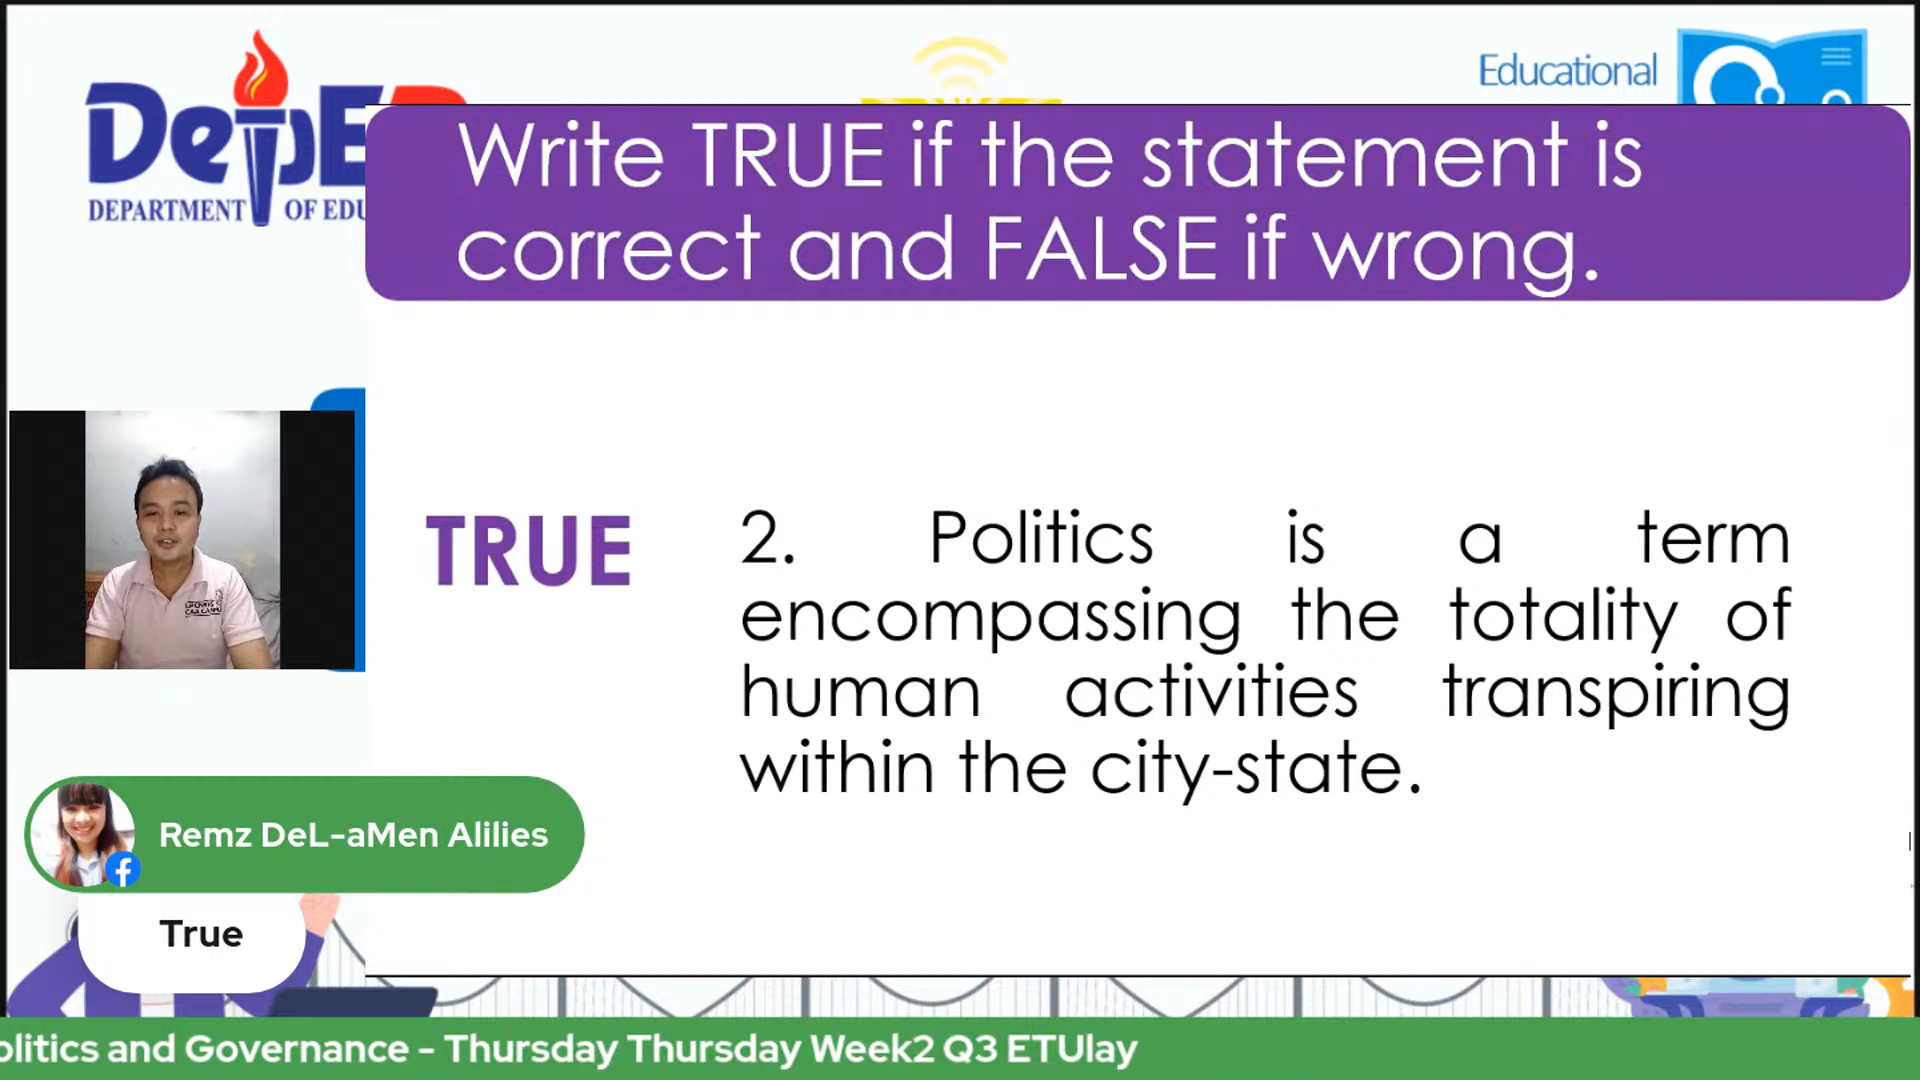 DepE
DEPARTMENT OF EDU
Educational
Write TRUE if the statement is
correct and FALSE if wrong.
TRUE
2. Politics is a term
encompassing the totality of
human activities transpiring
within the city-state.
Remz DeL-aMen Alilies
True
olitics and Governance - Thursday Thursday Week2 Q3 ETUlay